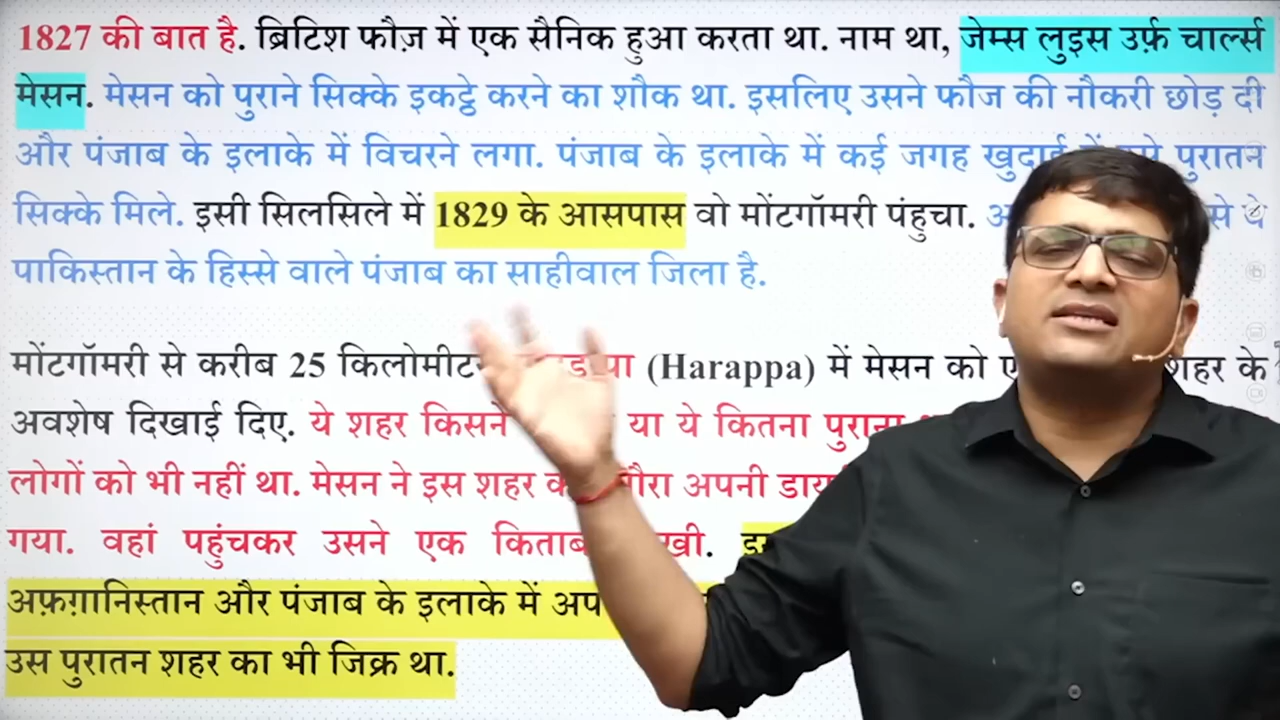 1827 की बात है. ब्रिटिश फौज़ में एक सैनिक हुआ करता था. नाम था, जेम्स लुइस उर्फ़ चार्ल्स
मेसन. मेसन को पुराने सिक्के इकट्ठे करने का शौक था. इसलिए उसने फौज की नौकरी छोड़ दी
और पंजाब के इलाके में विचरने लगा. पंजाब के इलाके में कई जगह पुरातन
सिक्के मिले. इसी सिलसिले में 1829 के आसपास वो मोंटगॉमरी पंहुचा. से ये
पाकिस्तान के हिस्से वाले पंजाब का साहीवाल जिला है.
मोंटगॉमरी से करीब 25 (Harappa) में मेसन को शहर के
अवशेष दिखाई दिए. ये शहर किसने या ये कितना पुराना
लोगों को भी नहीं था. मेसन ने इस शहर अपनी
गया. वहां पहुंचकर उसने एक किताब
अफ़ग़ानिस्तान और पंजाब के इलाके में
उस पुरातन शहर का भी जिक्र था.